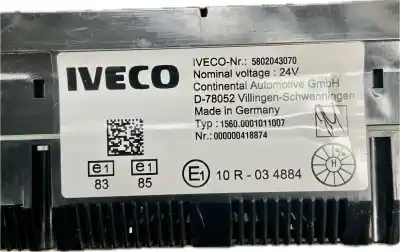 IVECO
IVECO-Nr.: 5802043070
Nominal voltage : 24V
Continental Automotive GmbH
D-78052 Villingen-Schwenningen
Made in Germany
Typ : 1560.0001011007
Nr.: 000000418874
e1 e1
83 85
E1 10 R - 03 4884
H